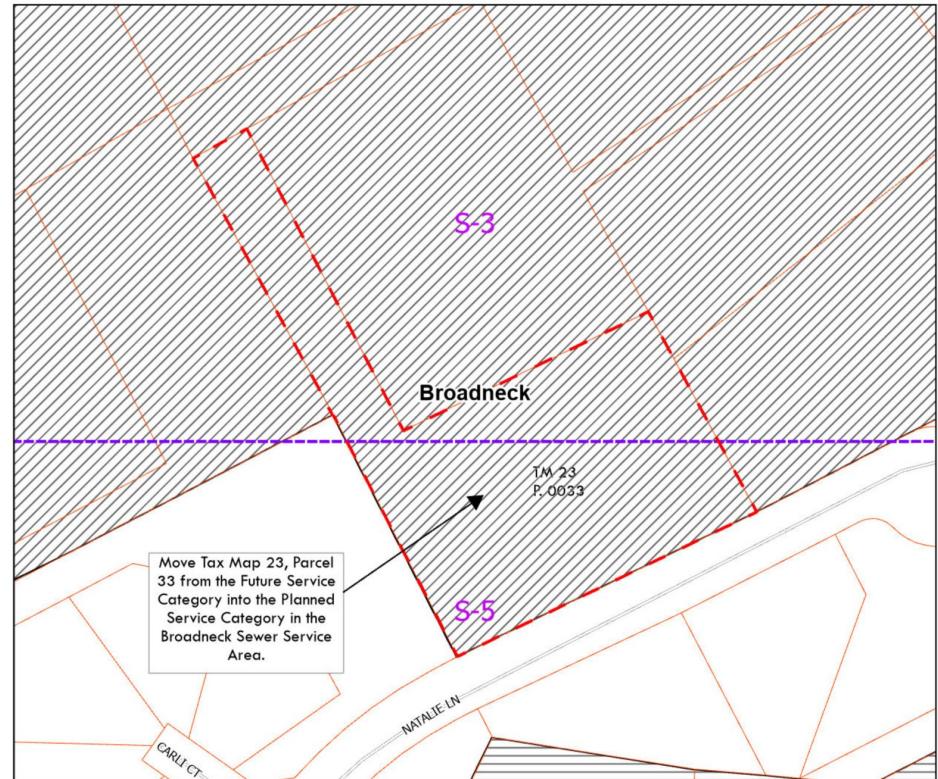 S-3
Broadneck
TM 23
P. 0033
Move Tax Map 23, Parcel
33 from the Future Service
Category into the Planned
Service Category in the
Broadneck Sewer Service
Area.
S-5
NATALIE LN
CARLI CT